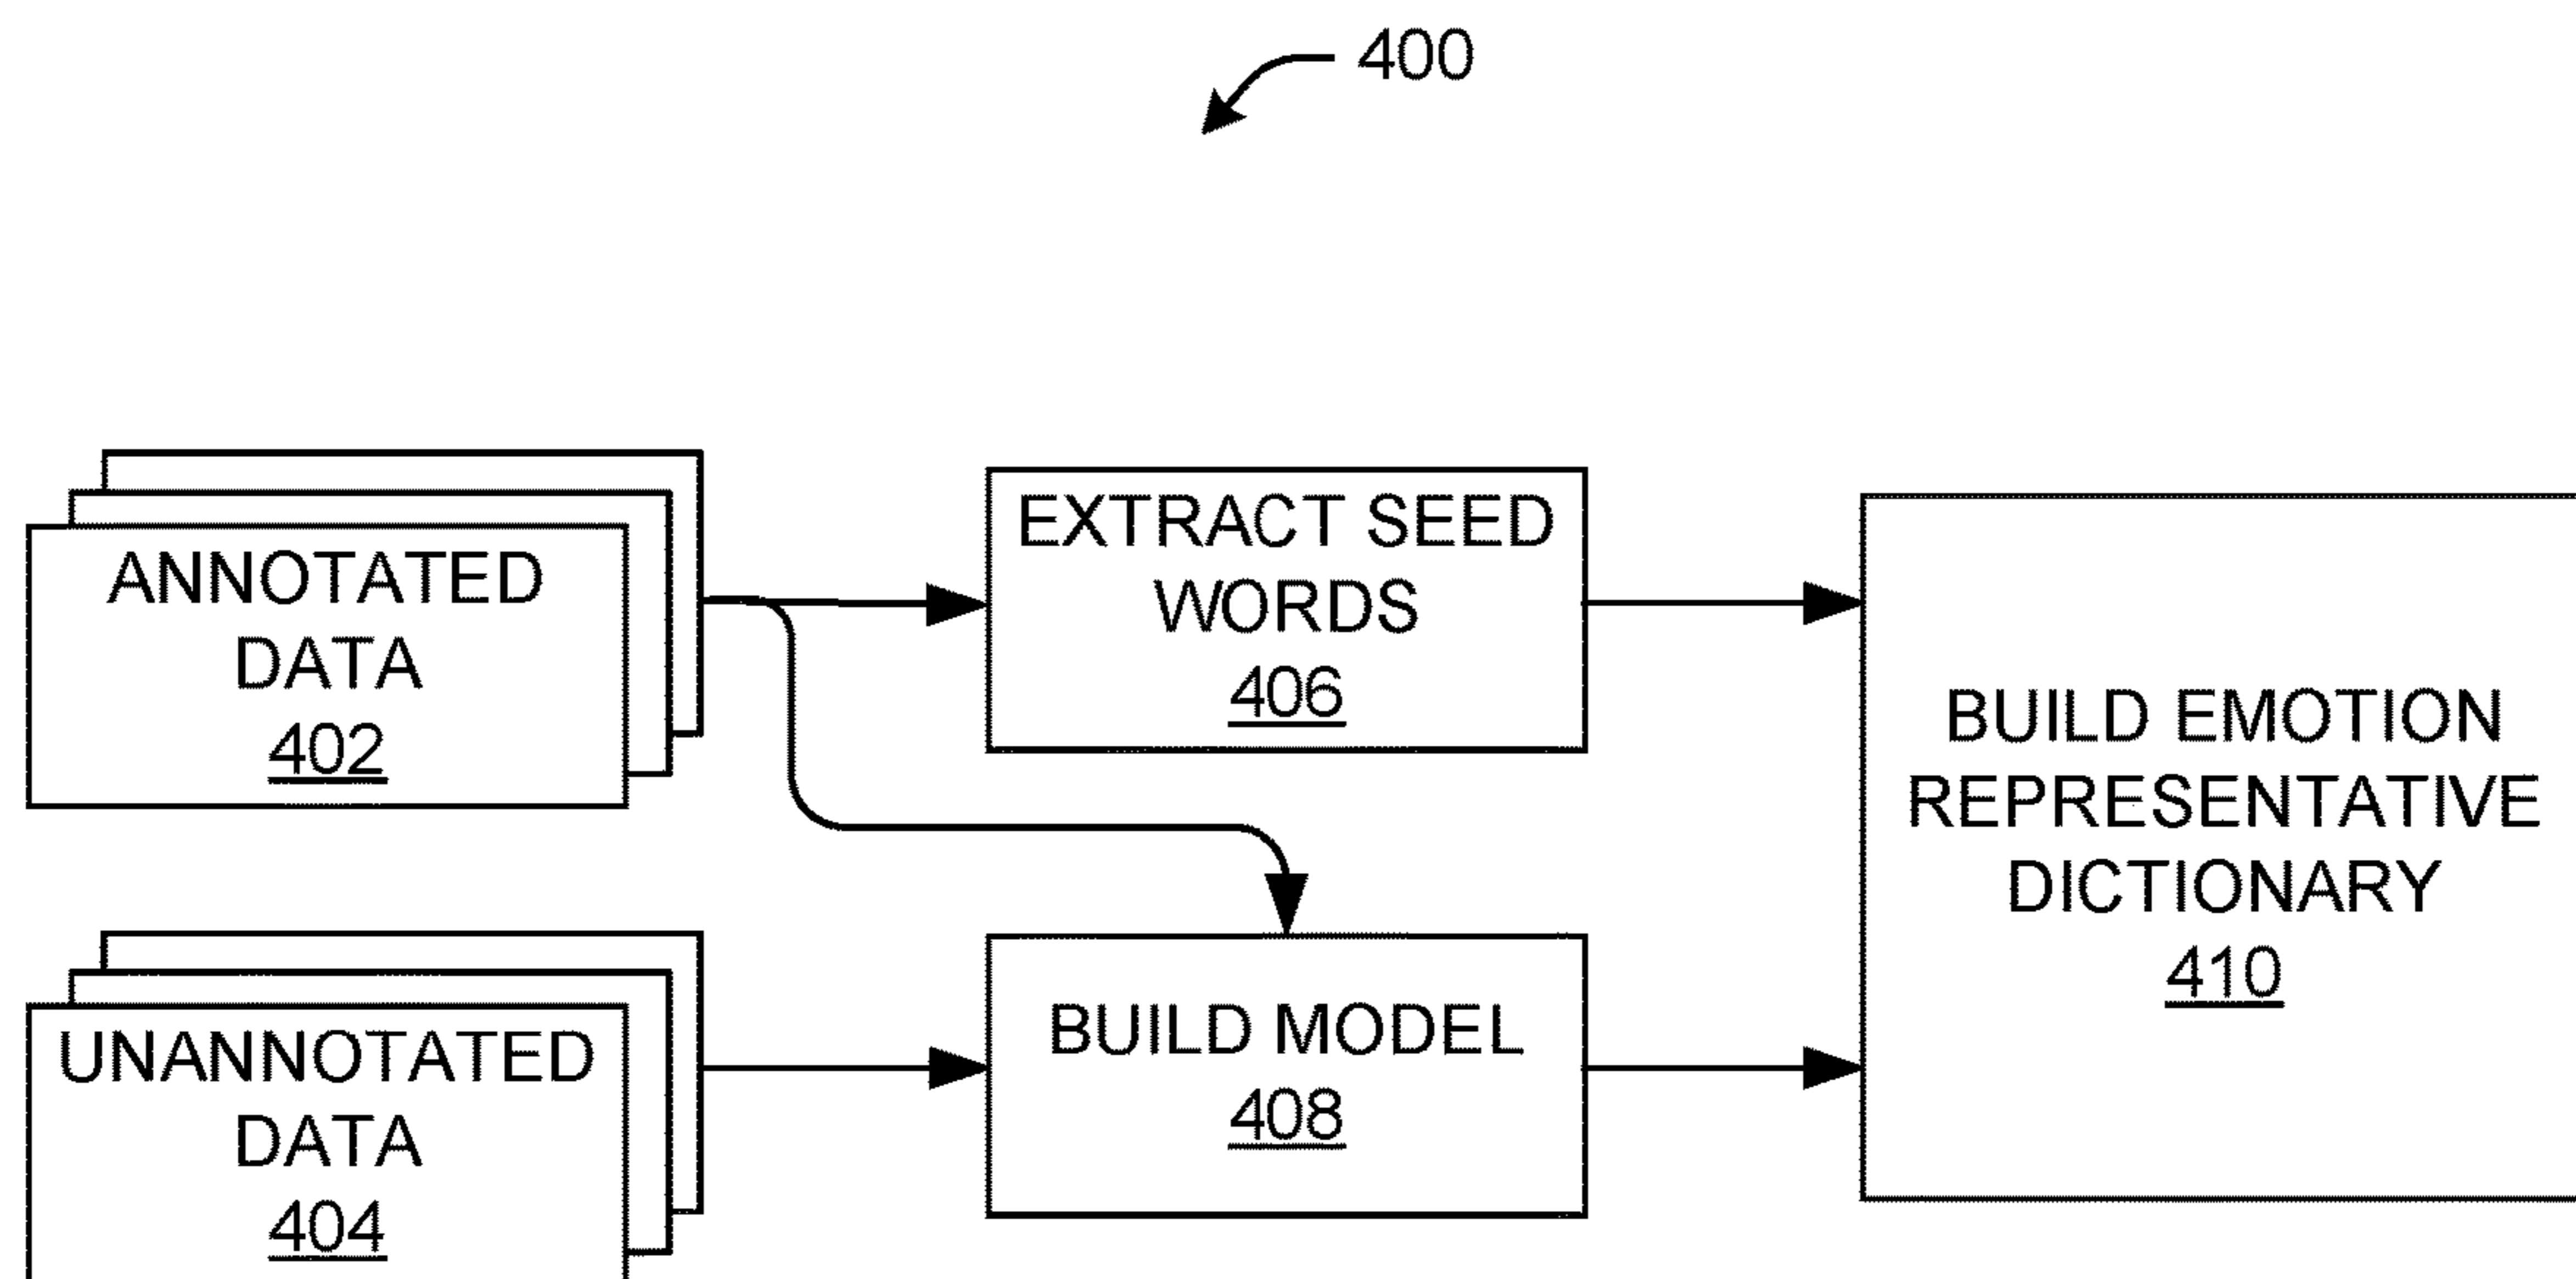 400
ANNOTATED
DATA
402
EXTRACT SEED
WORDS
406
BUILD EMOTION
REPRESENTATIVE
DICTIONARY
410
UNANNOTATED
DATA
404
BUILD MODEL
408